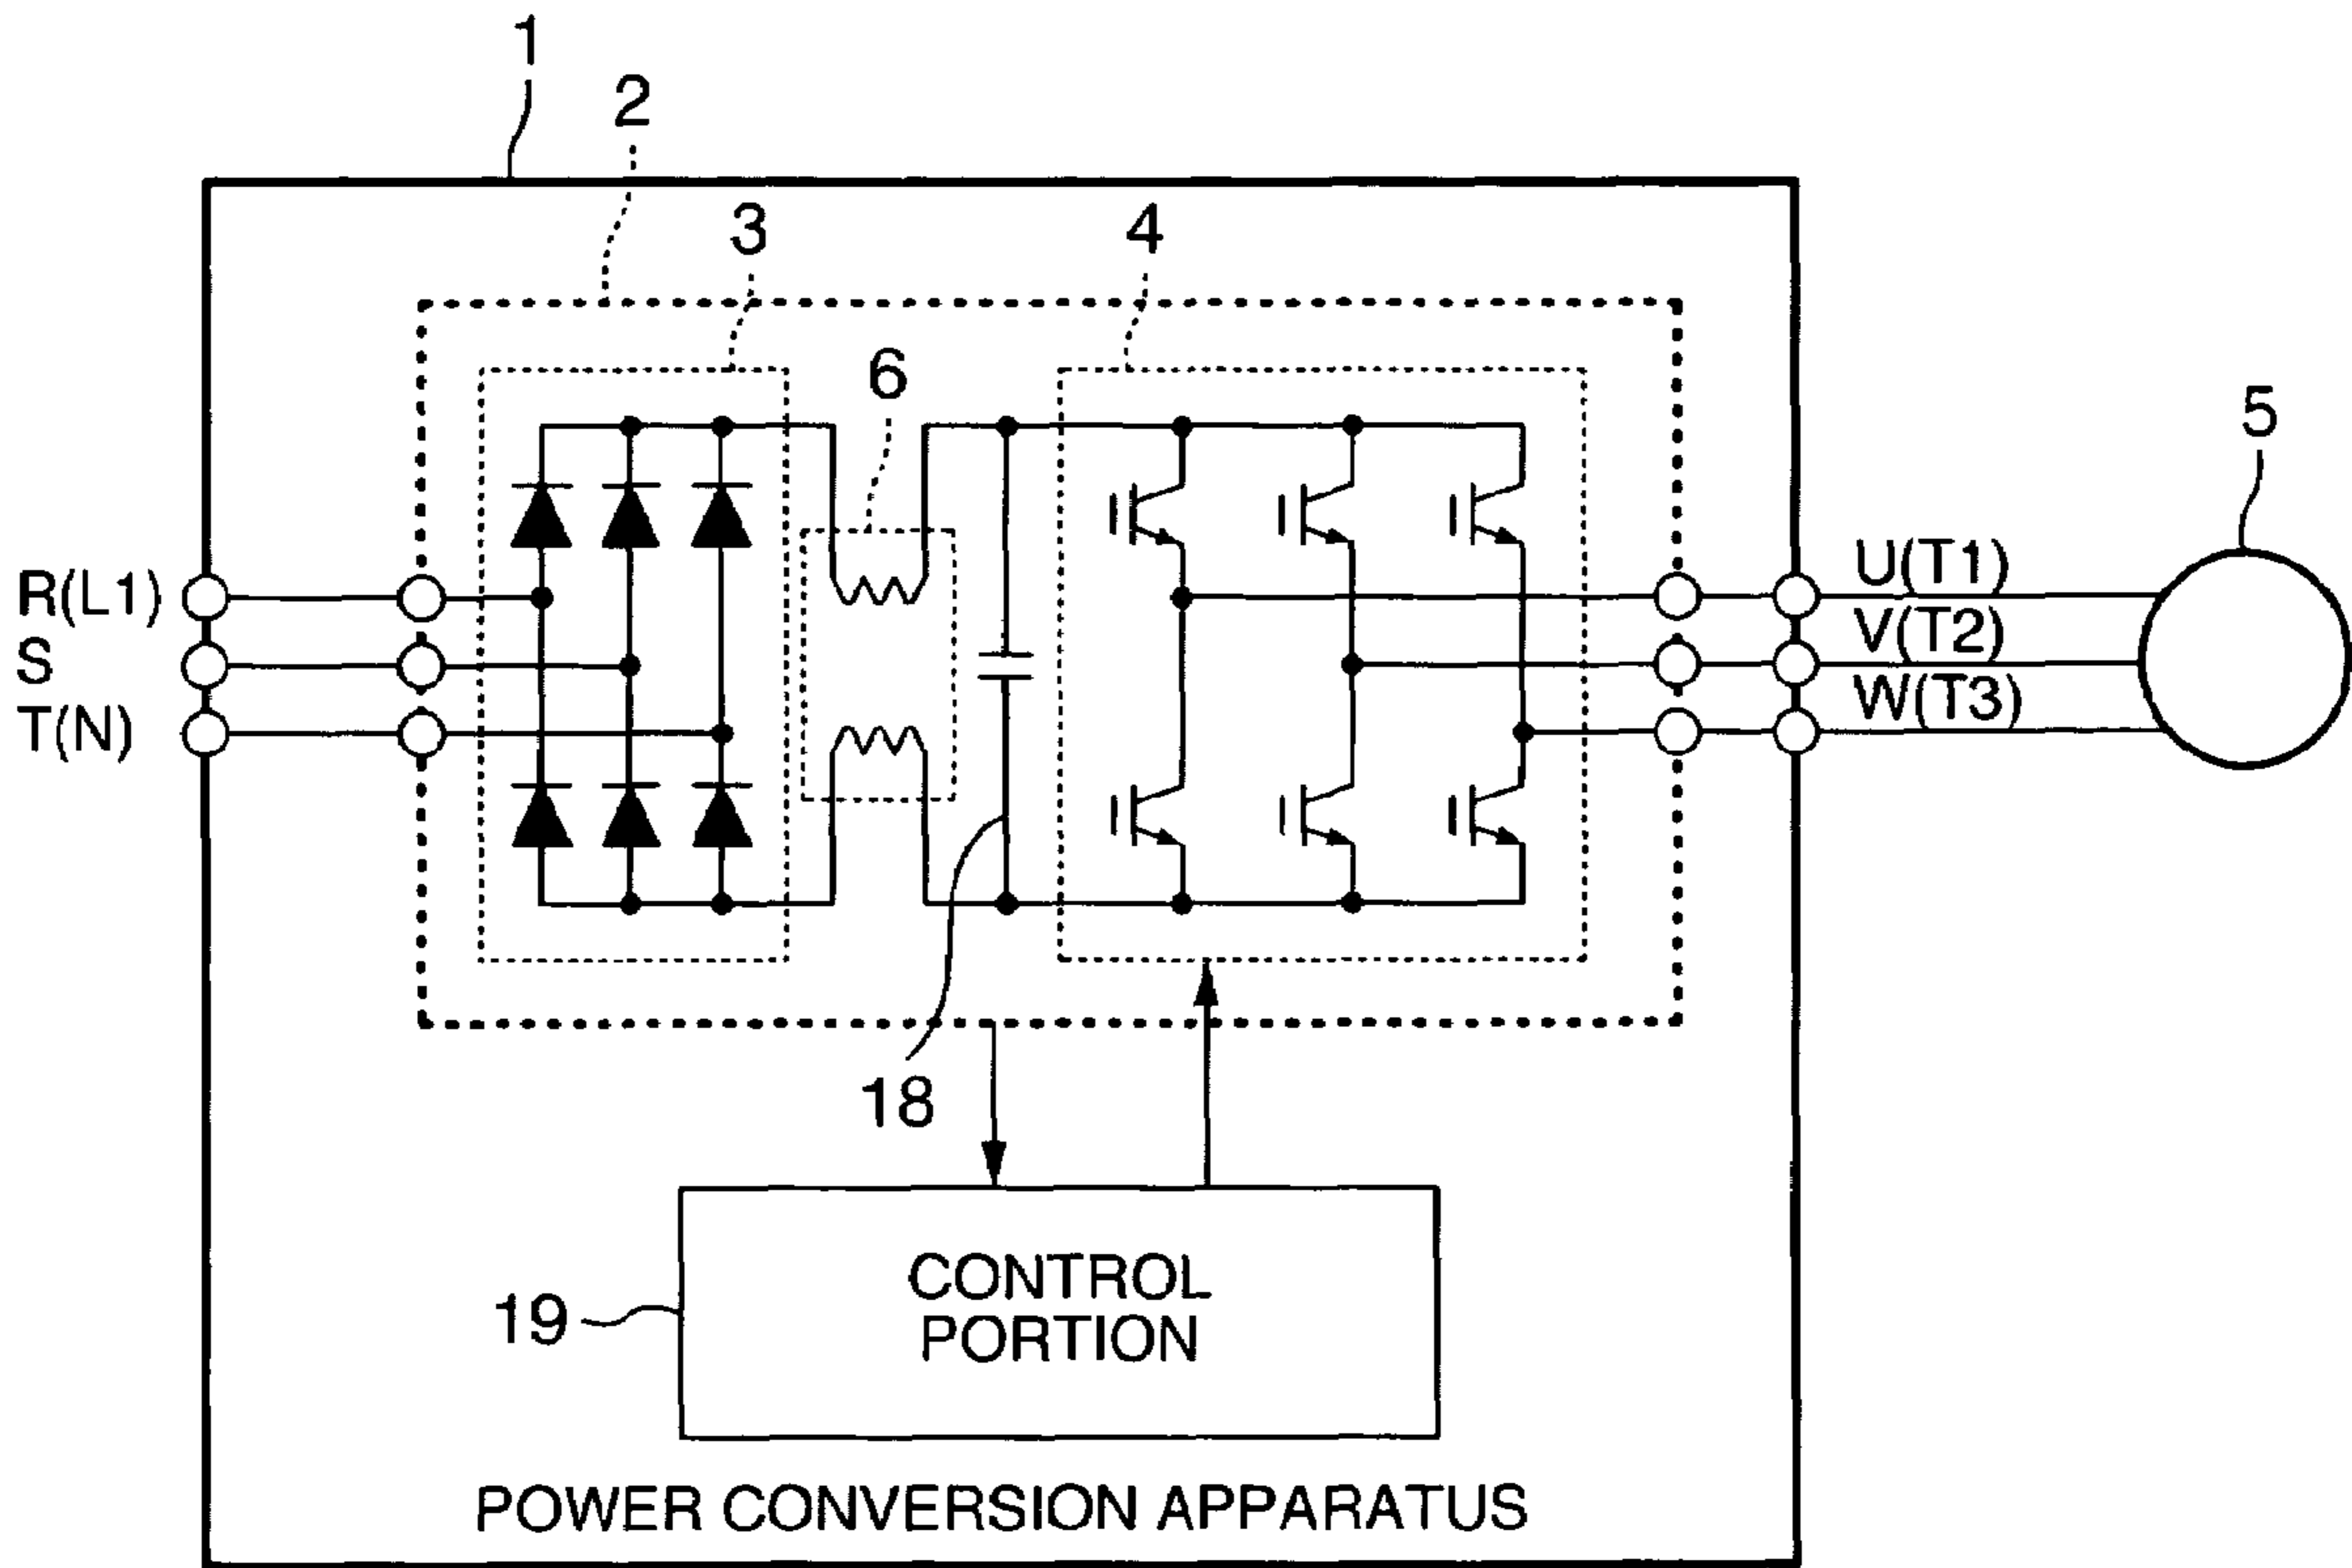 1
2
3
4
6
5
R(L1)
S
T(N)
U(T1)
V(T2)
W(T3)
18
19
CONTROL
PORTION
POWER CONVERSION APPARATUS